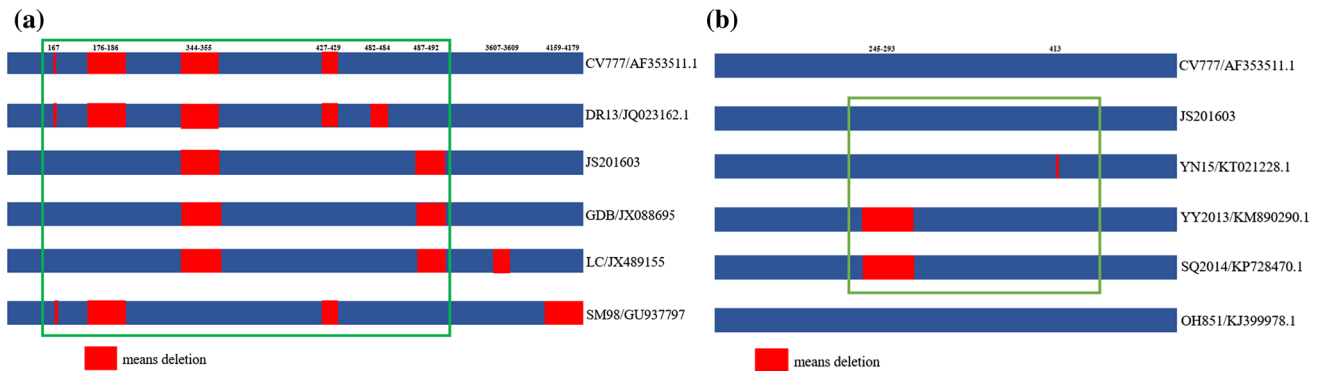 (a)
167 176-186 344-355 427-429 482-484 487-492 3607-3609 4159-4179
CV777/AF353511.1
DR13/JQ023162.1
JS201603
GDB/JX088695
LC/JX489155
SM98/GU937797
means deletion
(b)
245-293 413
CV777/AF353511.1
JS201603
YN15/KT021228.1
YY2013/KM890290.1
SQ2014/KP728470.1
OH851/KJ399978.1
means deletion